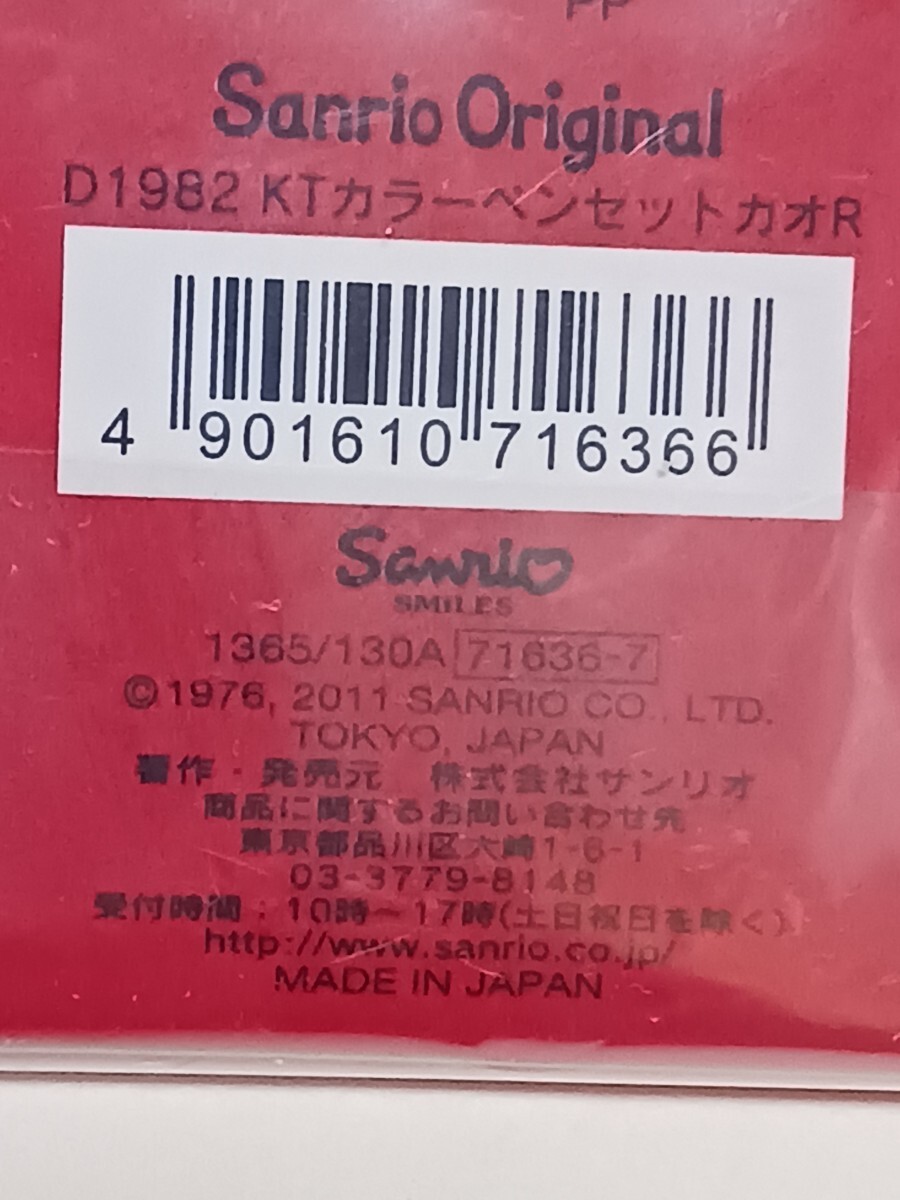 PP
Sanrio Original
D1982 KTカラーペンセットカオR
4 901610 716366
Sanrio
SMILES
1365/130A 71636-7
©1976, 2011 SANRIO CO., LTD.
TOKYO, JAPAN
著作・発売元 株式会社サンリオ
商品に関するお問い合わせ先
東京都品川区大崎1-6-1
03-3779-8148
受付時間：10時ー17時(土日祝日を除く)
http://www.sanrio.co.jp/
MADE IN JAPAN